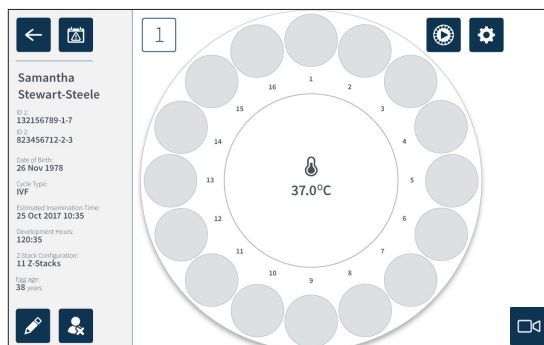 Samantha
Stewart-Steele
ID 1:
132156789-1-7
ID 2:
823456712-2-3
Date of Birth:
26 Nov 1978
Cycle Type:
IVF
Estimated Insemination Time:
25 Oct 2017 10:35
Development Hours:
120:35
Z-Stack Configuration:
11 Z-Stacks
Egg age:
38 years
1
1
2
3
4
5
6
7
8
9
10
11
12
13
14
15
16
37.0°C